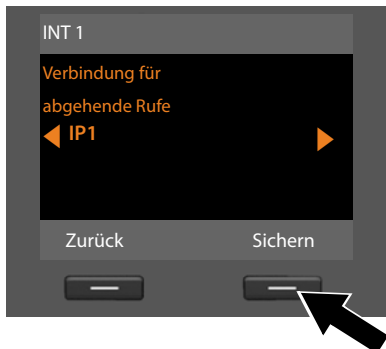 INT 1
Verbindung für
abgehende Rufe
IP1
Zurück Sichern